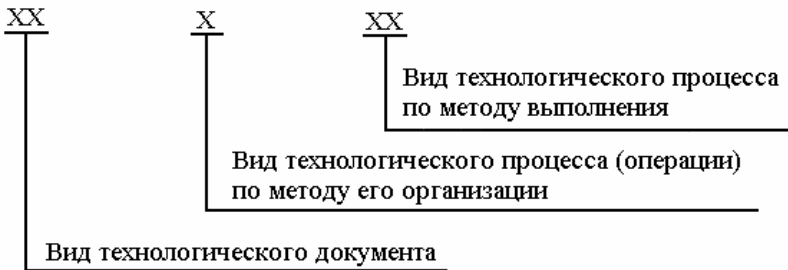 XX X XX
Вид технологического процесса
по методу выполнения
Вид технологического процесса (операции)
по методу его организации
Вид технологического документа